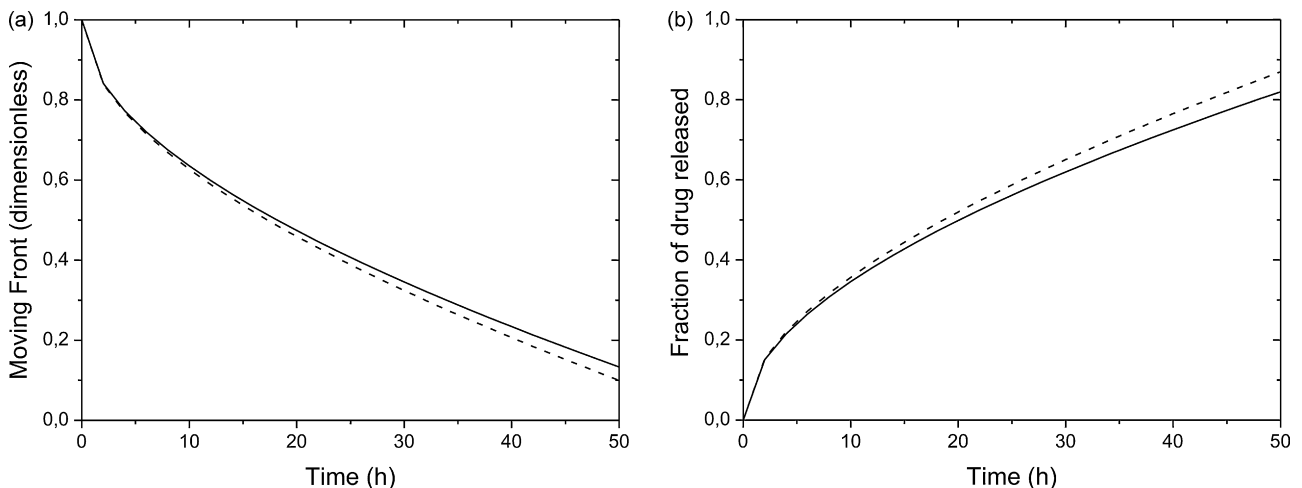 (a)
Moving Front (dimensionless)
1,0
0,8
0,6
0,4
0,2
0,0
0 10 20 30 40 50
Time (h)
(b)
Fraction of drug released
1,0
0,8
0,6
0,4
0,2
0,0
0 10 20 30 40 50
Time (h)